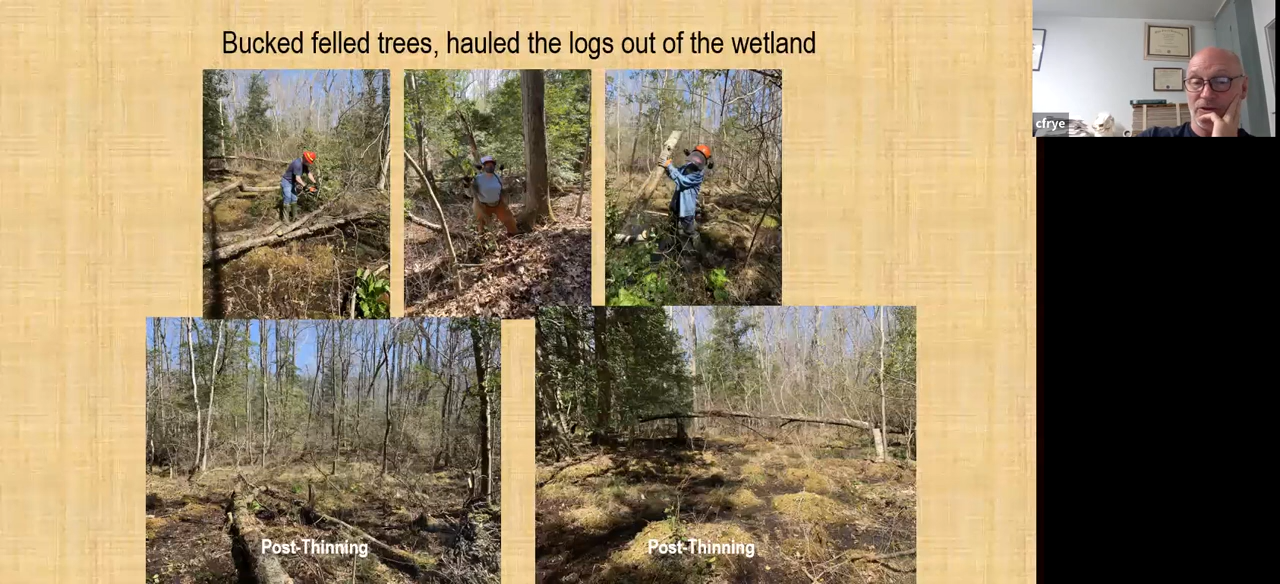 Bucked felled trees, hauled the logs out of the wetland
cfrye
Post-Thinning
Post-Thinning